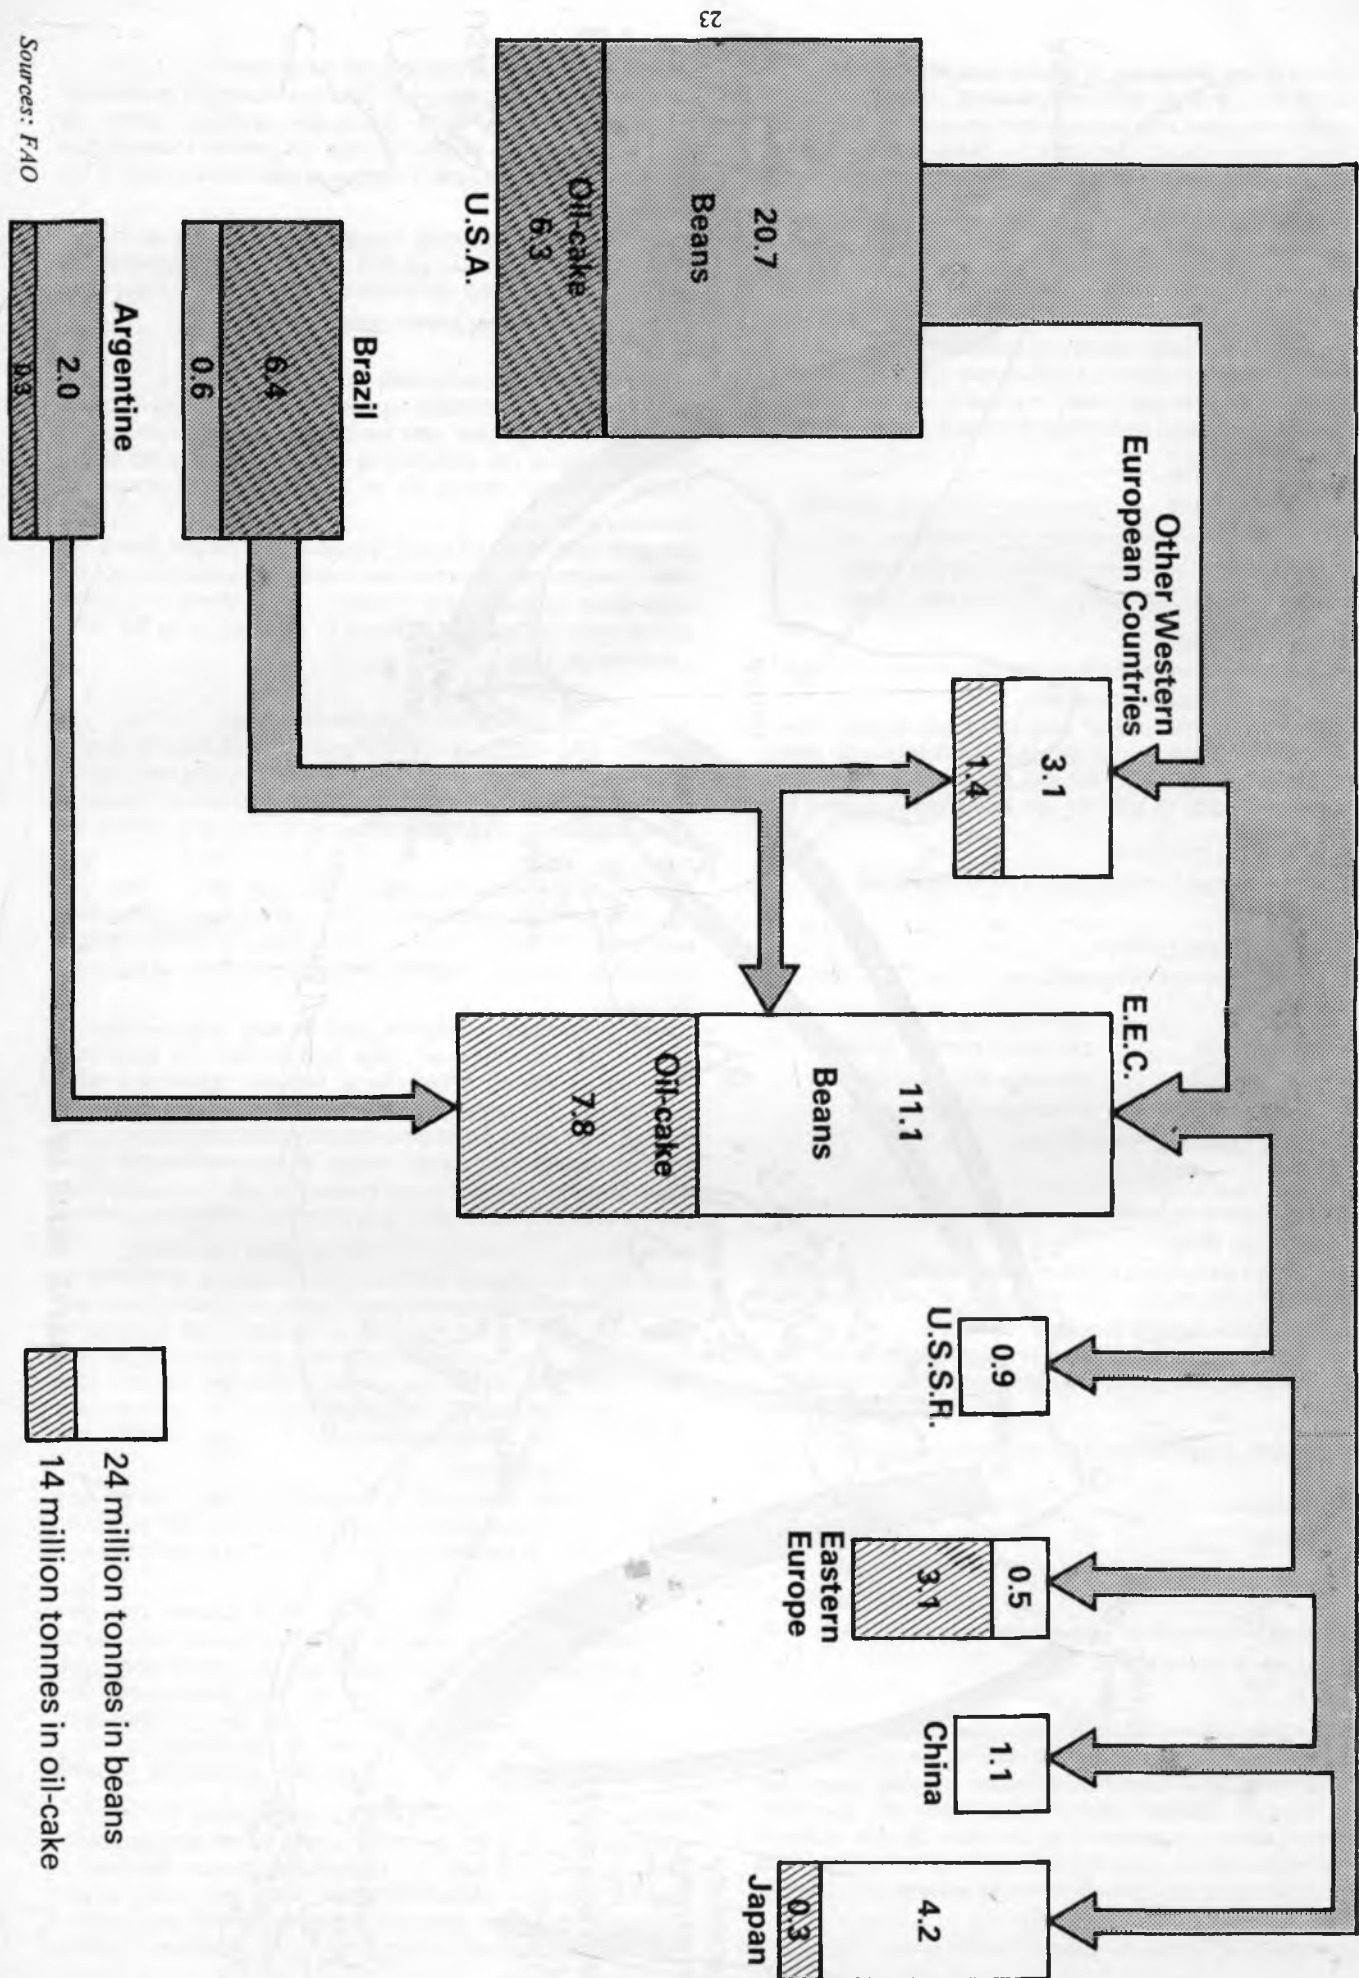 23
20.7
Beans
Oil-cake
6.3
U.S.A.
Brazil
6.4
0.6
Argentine
2.0
0.3
Sources: FAO
Other Western
European Countries
3.1
1.4
E.E.C.
11.1
Beans
Oil-cake
7.8
0.9
U.S.S.R.
0.5
3.1
Eastern
Europe
1.1
China
4.2
0.3
Japan
24 million tonnes in beans
14 million tonnes in oil-cake